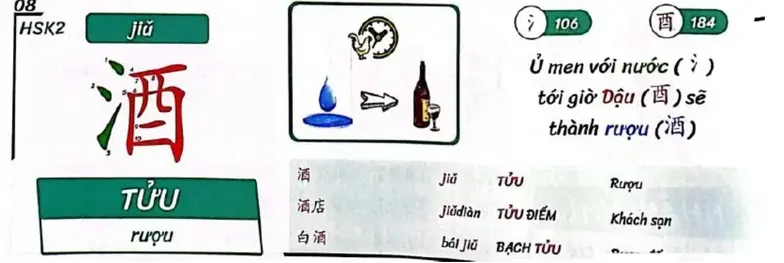 08
HSK2
jiǔ
酒
TỬU
rượu
氵 106
酉 184
Ủ men với nước (氵)
tới giờ Dậu (酉) sẽ
thành rượu (酒)
酒 jiǔ TỬU Rượu
酒店 jiǔdiàn TỬU ĐIẾM Khách sạn
白酒 bái jiǔ BẠCH TỬU